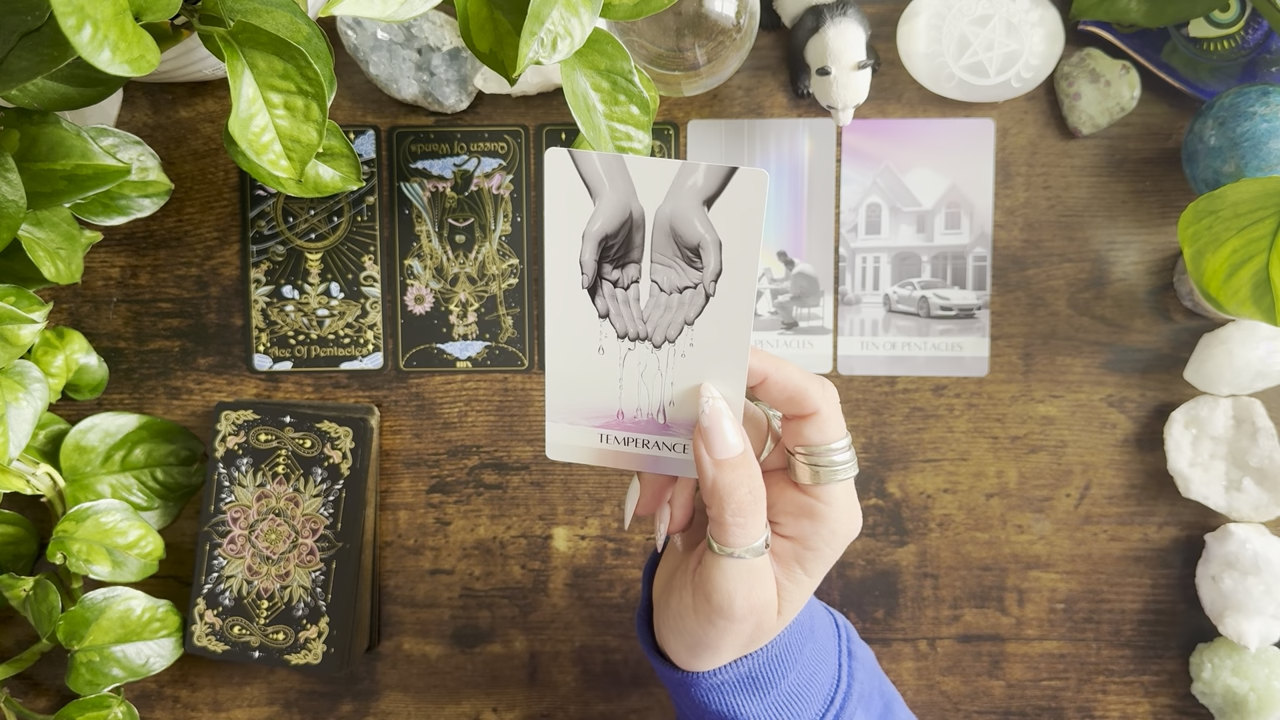 Queen Of Wands
Ace Of Pentacles
PENTACLES
TEN OF PENTACLES
TEMPERANCE